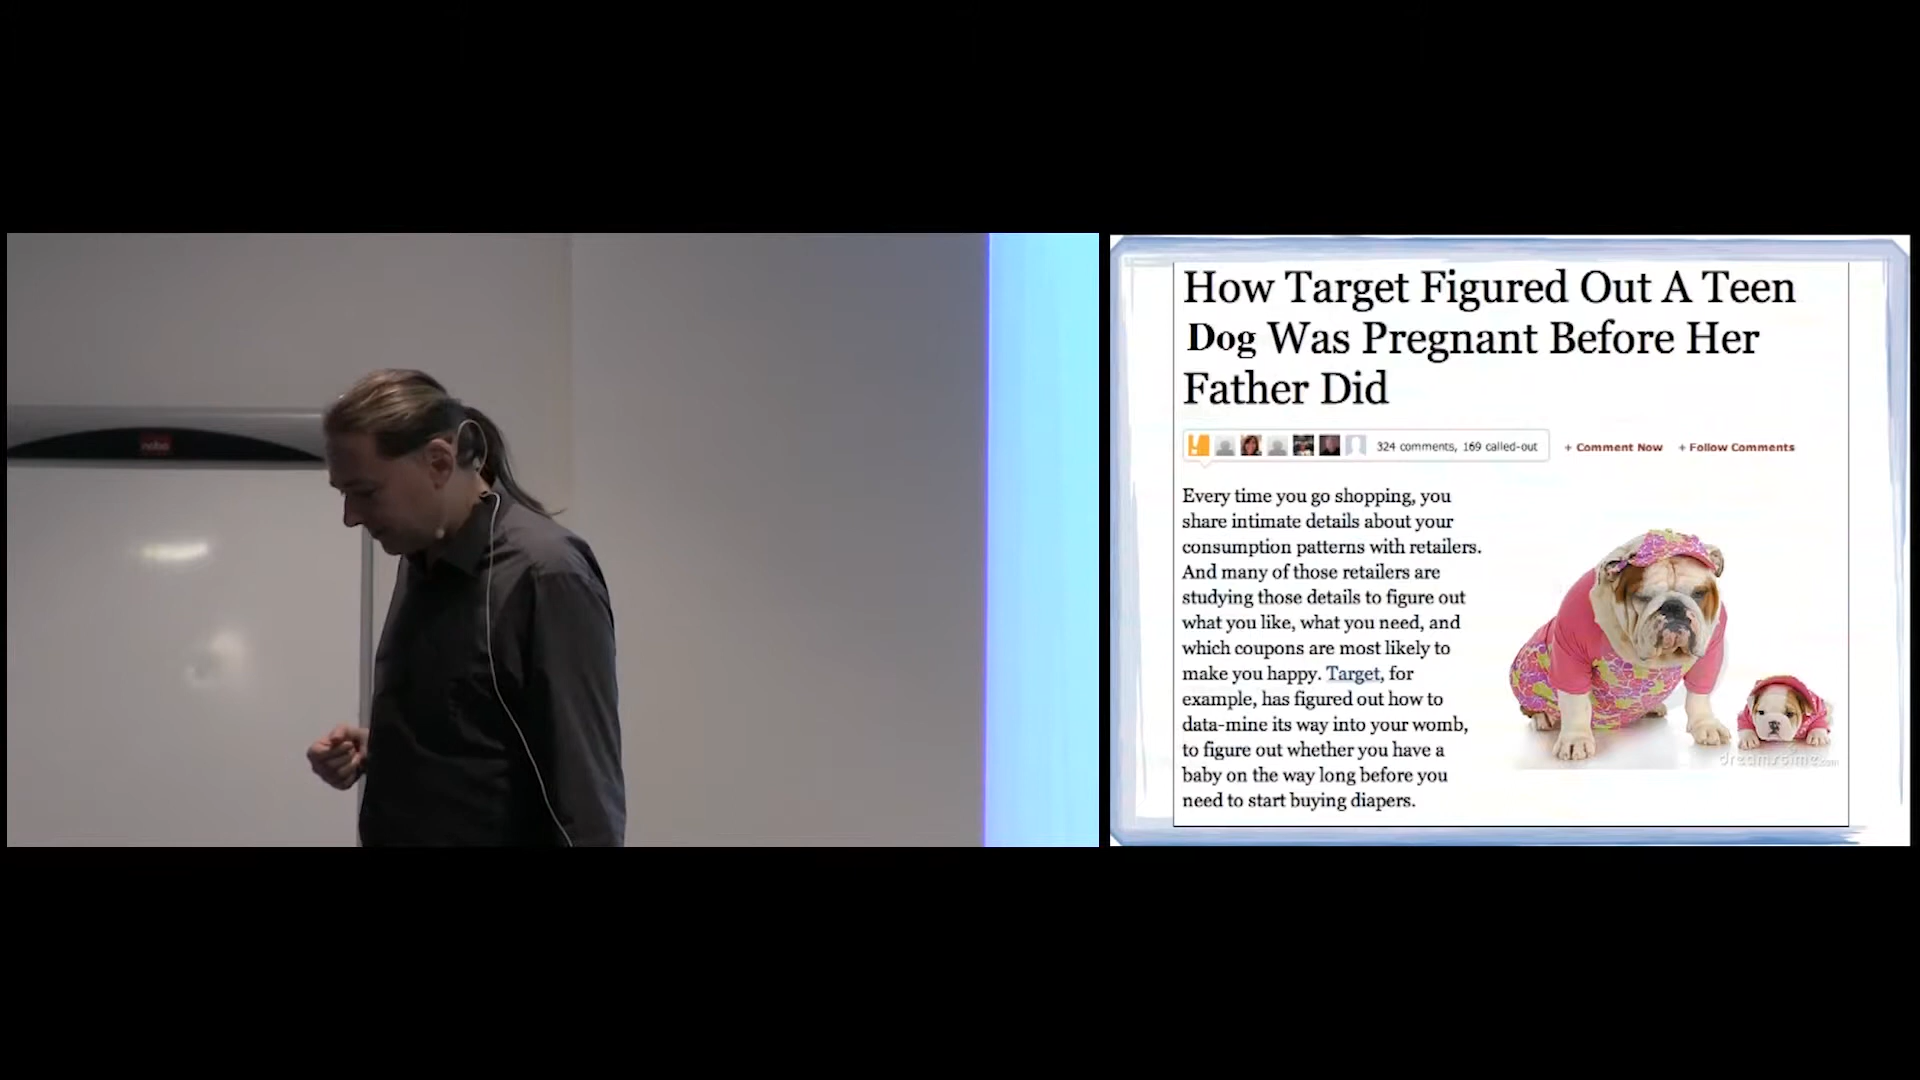 nobo
How Target Figured Out A Teen
Dog Was Pregnant Before Her
Father Did
324 comments, 169 called-out
+ Comment Now
+ Follow Comments
Every time you go shopping, you
share intimate details about your
consumption patterns with retailers.
And many of those retailers are
studying those details to figure out
what you like, what you need, and
which coupons are most likely to
make you happy. Target, for
example, has figured out how to
data-mine its way into your womb,
to figure out whether you have a
baby on the way long before you
need to start buying diapers.
dreamstime.com